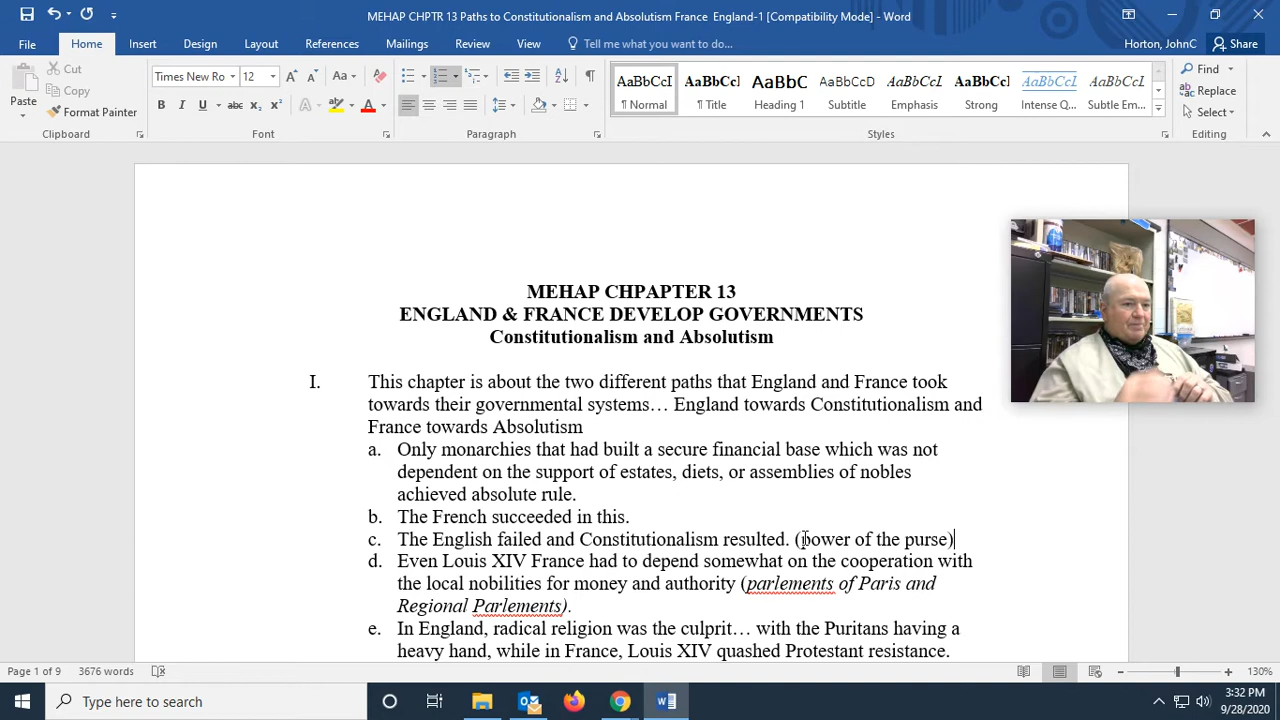 MEHAP CHPTR 13 Paths to Constitutionalism and Absolutism France England-1 [Compatibility Mode] - Word
File Home Insert Design Layout References Mailings Review View Tell me what you want to do... Horton, JohnC Share
Cut
Copy
Format Painter
Paste
Times New Ro 12
AaBbCcI AaBbCcI AaBbC AaBbCcD AaBbCcL AaBbCcI AaBbCcL AaBbCcL
¶ Normal ¶ Title Heading 1 Subtitle Emphasis Strong Intense Q... Subtle Em...
Find
Replace
Select
Clipboard Font Paragraph Styles Editing
MEHAP CHPAPTER 13
ENGLAND & FRANCE DEVELOP GOVERNMENTS
Constitutionalism and Absolutism
I. This chapter is about the two different paths that England and France took
towards their governmental systems… England towards Constitutionalism and
France towards Absolutism
a. Only monarchies that had built a secure financial base which was not
dependent on the support of estates, diets, or assemblies of nobles
achieved absolute rule.
b. The French succeeded in this.
c. The English failed and Constitutionalism resulted. (power of the purse)
d. Even Louis XIV France had to depend somewhat on the cooperation with
the local nobilities for money and authority (parlements of Paris and
Regional Parlements).
e. In England, radical religion was the culprit… with the Puritans having a
heavy hand, while in France, Louis XIV quashed Protestant resistance.
Page 1 of 9 3676 words 130%
Type here to search
3:32 PM
9/28/2020